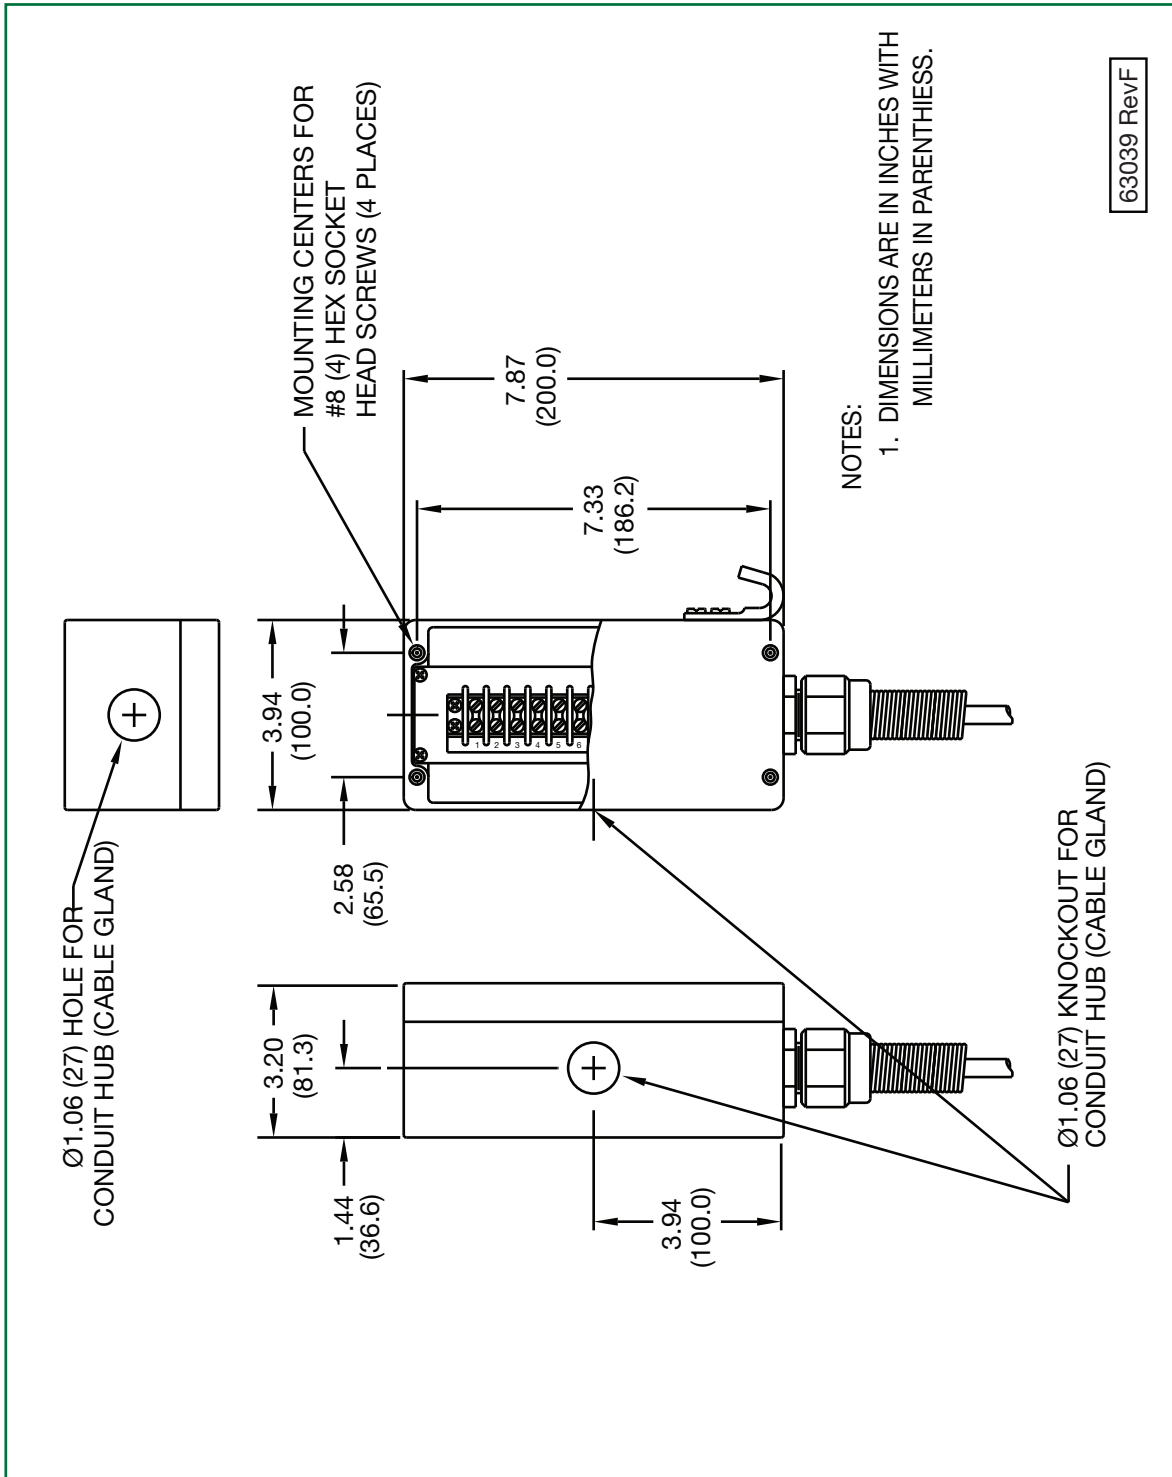 Ø1.06 (27) HOLE FOR
CONDUIT HUB (CABLE GLAND)
MOUNTING CENTERS FOR
#8 (4) HEX SOCKET
HEAD SCREWS (4 PLACES)
3.20
(81.3)
3.94
(100.0)
1.44
(36.6)
2.58
(65.5)
7.87
(200.0)
7.33
(186.2)
1
2
3
4
5
6
3.94
(100.0)
NOTES:
1. DIMENSIONS ARE IN INCHES WITH
MILLIMETERS IN PARENTHIESS.
Ø1.06 (27) KNOCKOUT FOR
CONDUIT HUB (CABLE GLAND)
63039 RevF